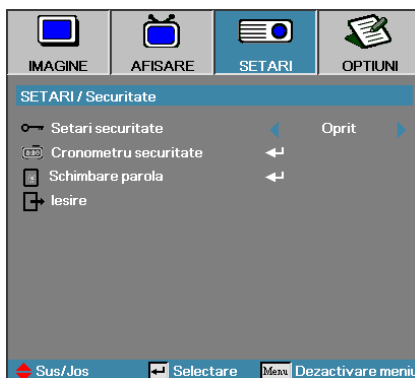 IMAGINE AFISARE SETARI OPTIUNI
SETARI / Securitate
Setari securitate Oprit
Cronometru securitate
Schimbare parola
Iesire
Sus/Jos Selectare Menu Dezactivare meniu